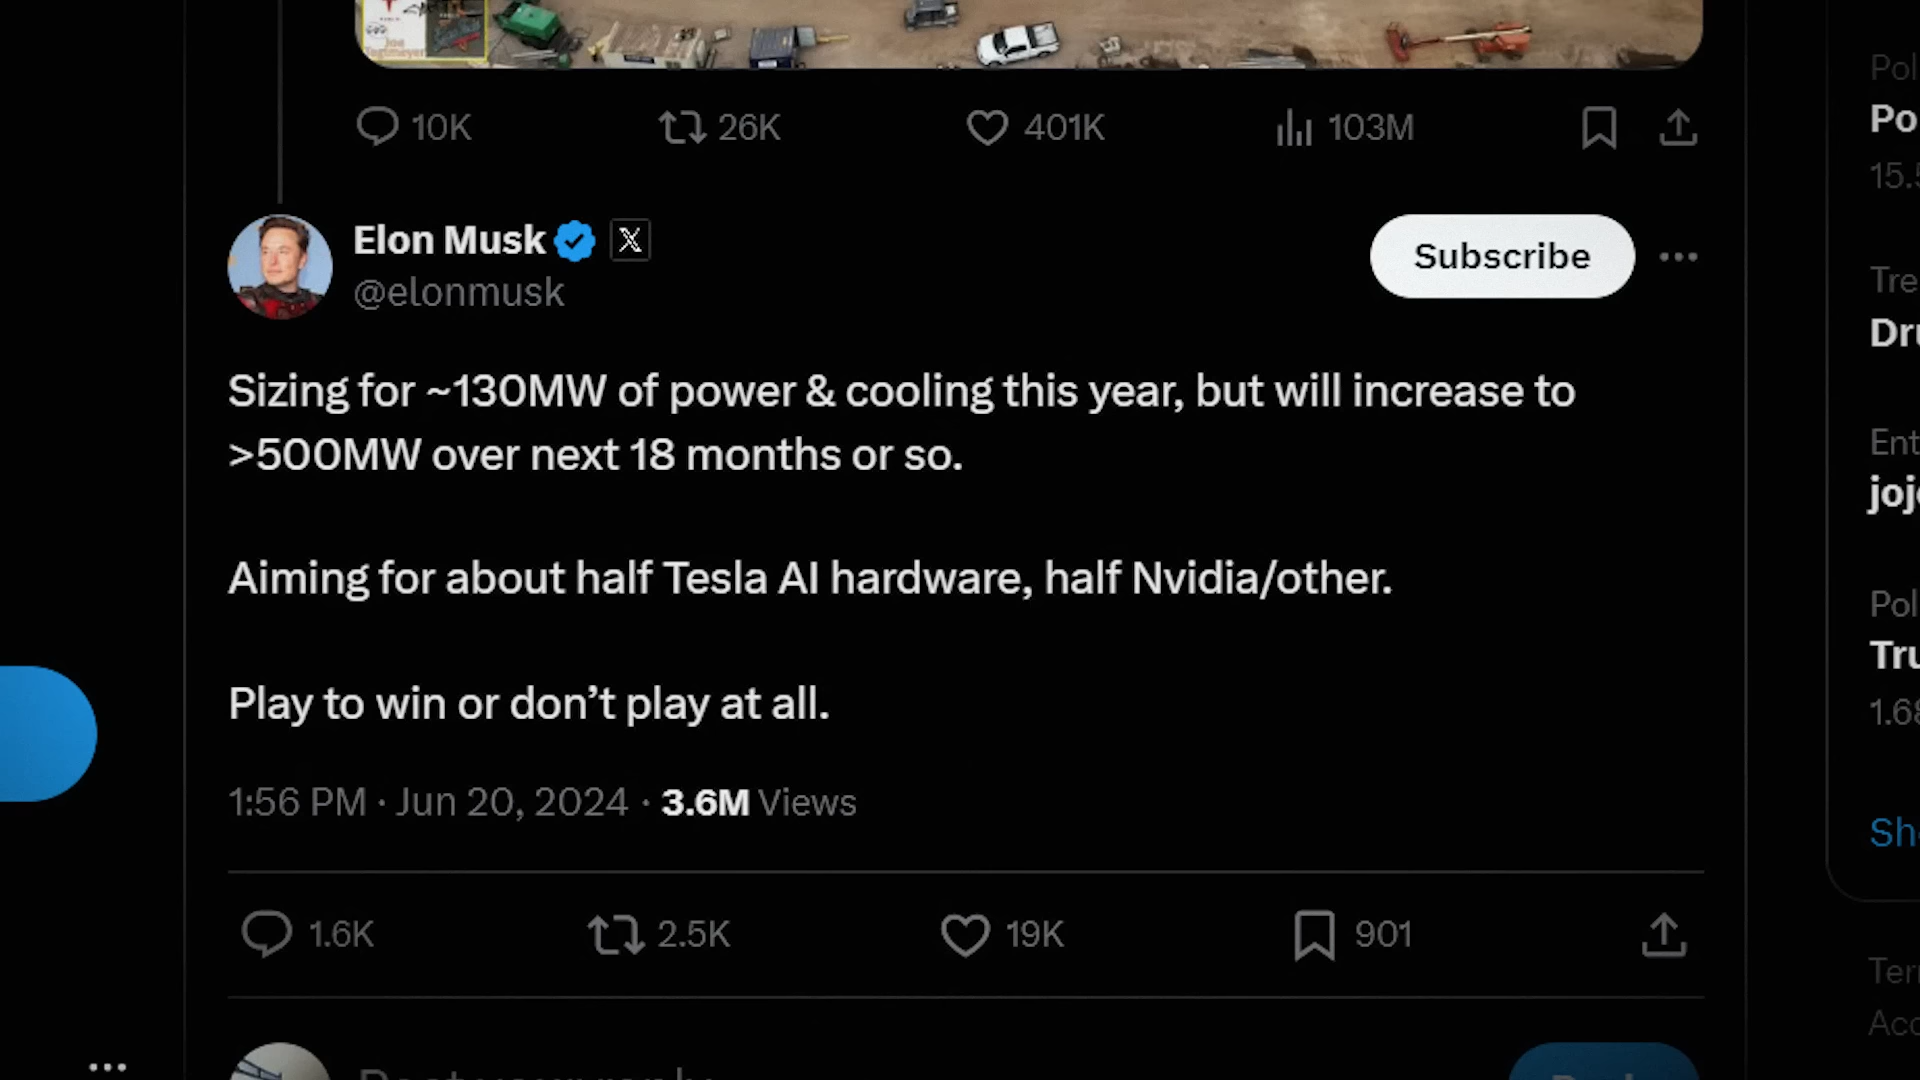 10K 26K 401K 103M
Elon Musk
@elonmusk
Subscribe
Sizing for ~130MW of power & cooling this year, but will increase to
>500MW over next 18 months or so.
Aiming for about half Tesla AI hardware, half Nvidia/other.
Play to win or don’t play at all.
1:56 PM · Jun 20, 2024 · 3.6M Views
1.6K 2.5K 19K 901